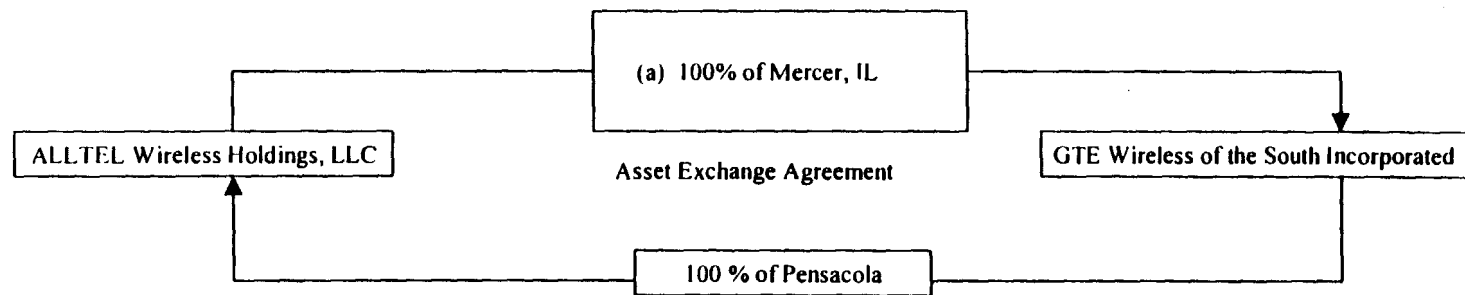 (a) 100% of Mercer, IL
ALLTEL Wireless Holdings, LLC
GTE Wireless of the South Incorporated
Asset Exchange Agreement
100 % of Pensacola